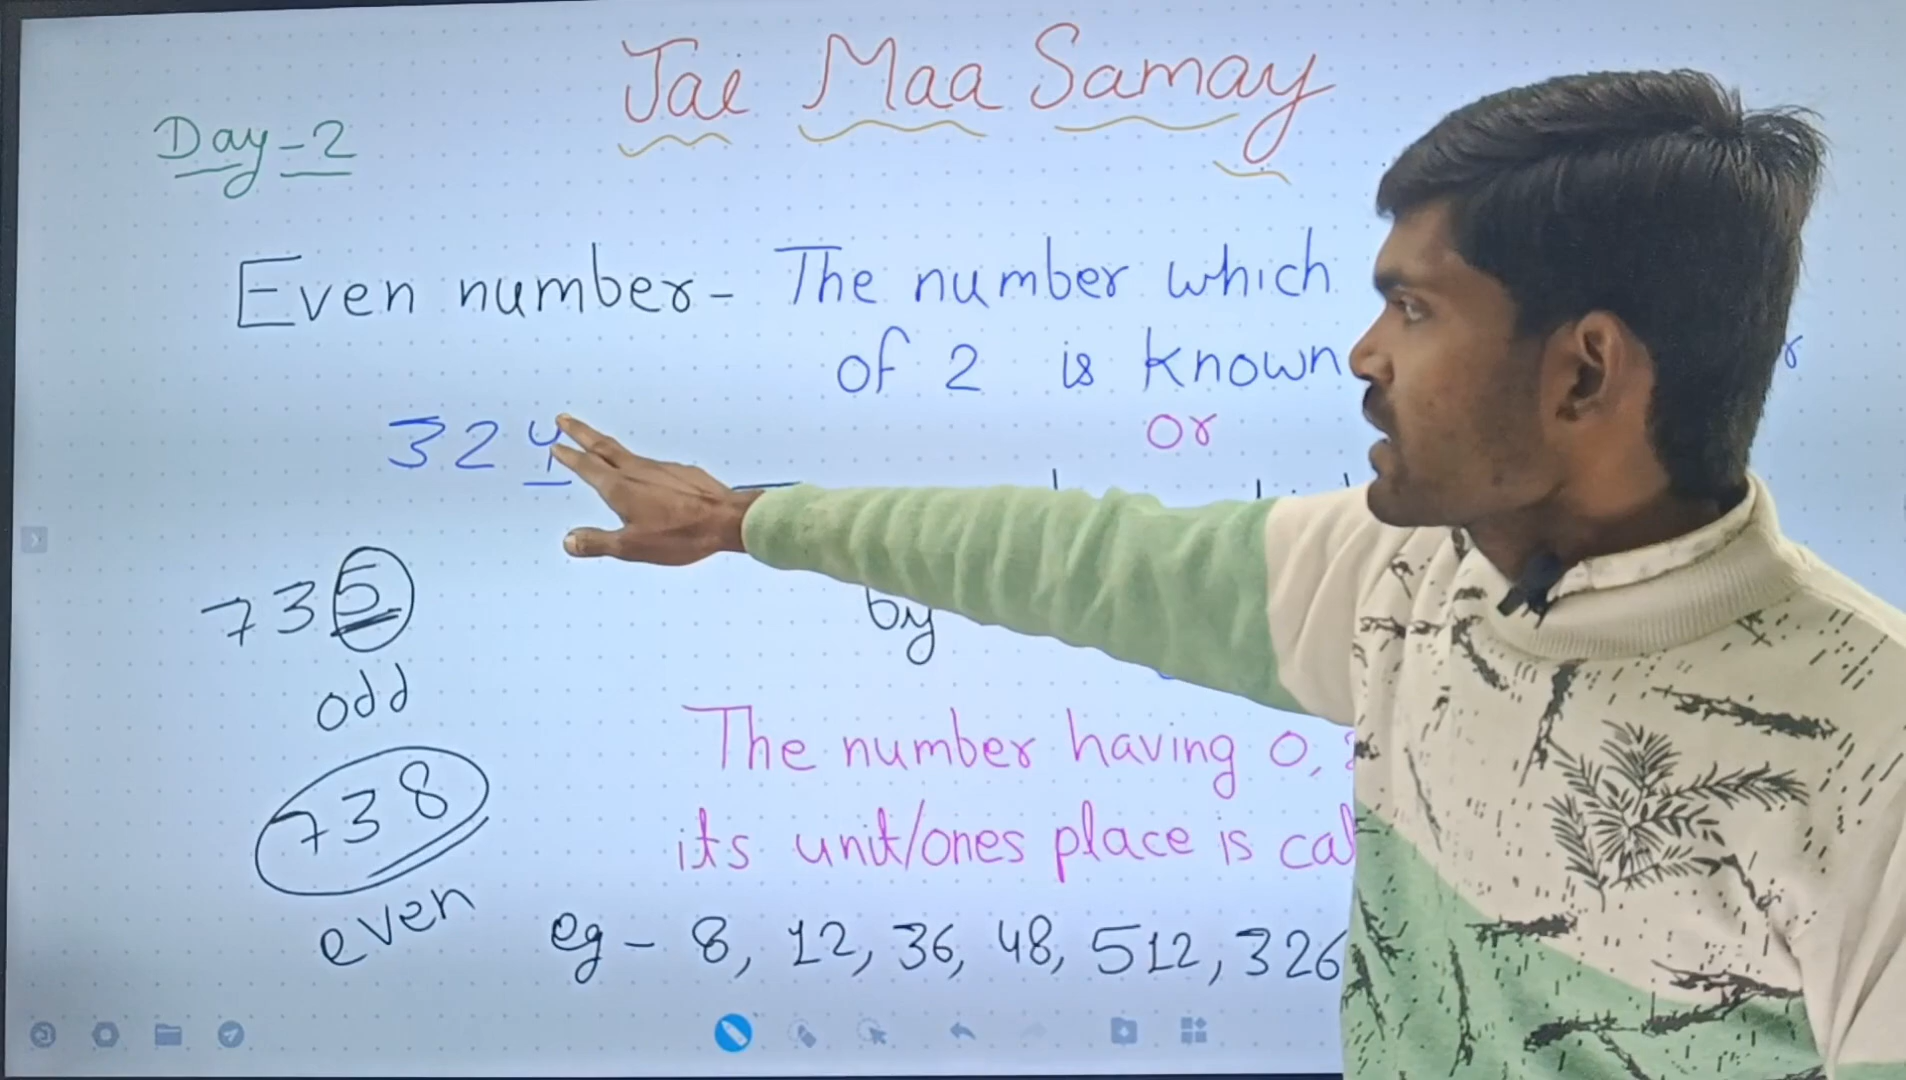 Jai Maa Samay
Day-2
Even number - The number which
of 2 is known
324
or
735
by
odd
The number having 0,
738
its unit/ones place is
even
eg - 8, 12, 36, 48, 512, 326